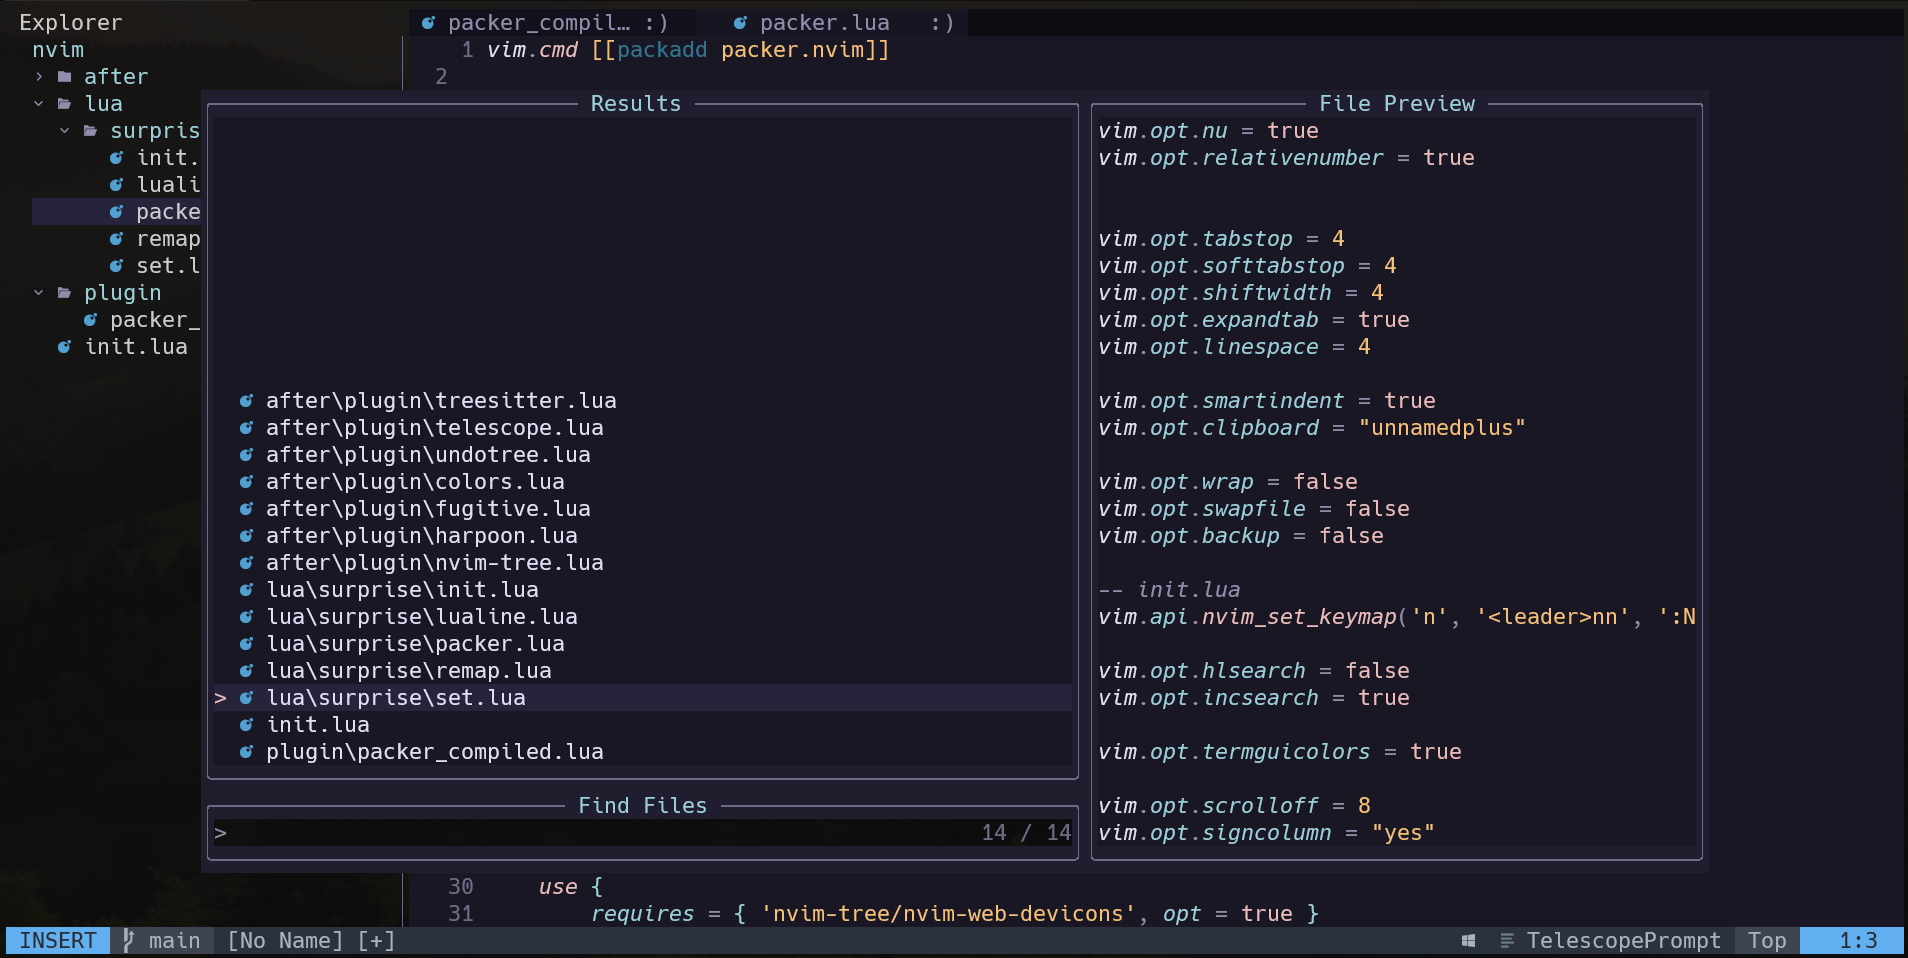 Explorer
nvim
after
lua
surpris
init.
luali
packe
remap
set.l
plugin
packer_
init.lua
packer_compil… :)
packer.lua :)
1 vim.cmd [[packadd packer.nvim]]
2
Results
after\plugin\treesitter.lua
after\plugin\telescope.lua
after\plugin\undotree.lua
after\plugin\colors.lua
after\plugin\fugitive.lua
after\plugin\harpoon.lua
after\plugin\nvim-tree.lua
lua\surprise\init.lua
lua\surprise\lualine.lua
lua\surprise\packer.lua
lua\surprise\remap.lua
> lua\surprise\set.lua
init.lua
plugin\packer_compiled.lua
Find Files
> 14 / 14
File Preview
vim.opt.nu = true
vim.opt.relativenumber = true
vim.opt.tabstop = 4
vim.opt.softtabstop = 4
vim.opt.shiftwidth = 4
vim.opt.expandtab = true
vim.opt.linespace = 4
vim.opt.smartindent = true
vim.opt.clipboard = "unnamedplus"
vim.opt.wrap = false
vim.opt.swapfile = false
vim.opt.backup = false
-- init.lua
vim.api.nvim_set_keymap('n', '<leader>nn', ':N
vim.opt.hlsearch = false
vim.opt.incsearch = true
vim.opt.termguicolors = true
vim.opt.scrolloff = 8
vim.opt.signcolumn = "yes"
30 use {
31 requires = { 'nvim-tree/nvim-web-devicons', opt = true }
INSERT main [No Name] [+] TelescopePrompt Top 1:3